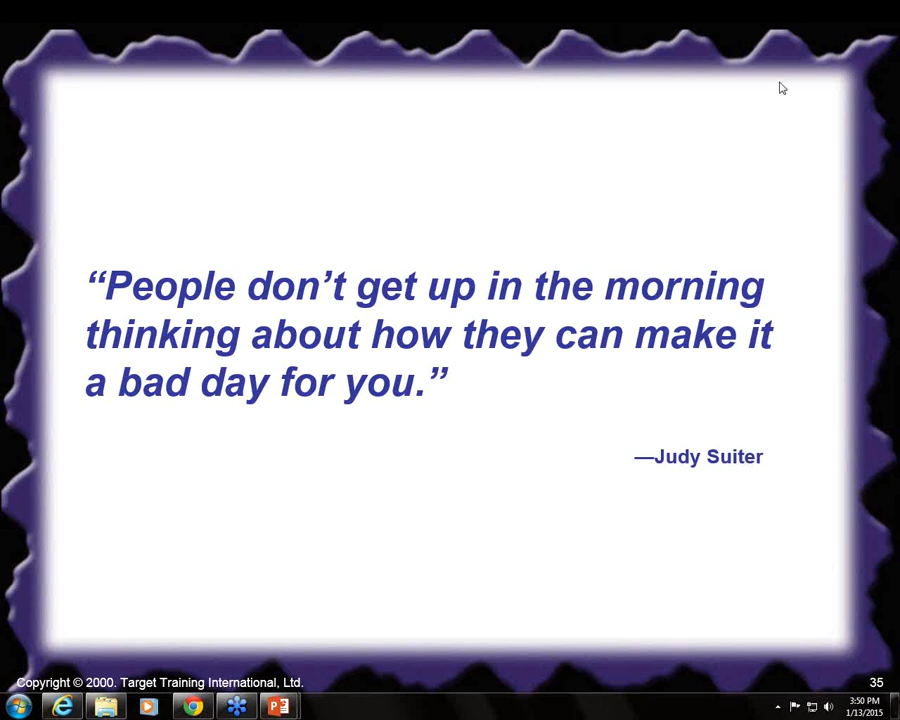 “People don’t get up in the morning
thinking about how they can make it
a bad day for you.”
—Judy Suiter
Copyright © 2000. Target Training International, Ltd.
35
3:50 PM
1/13/2015